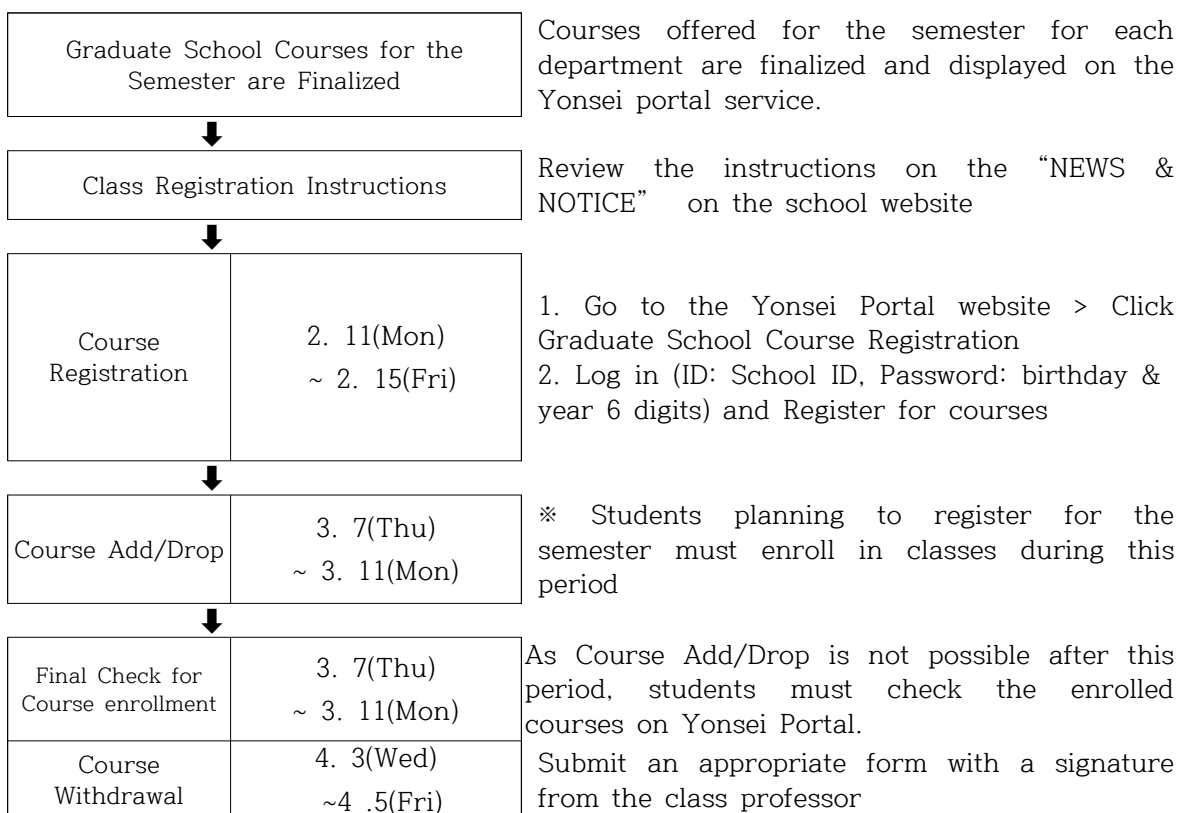 Graduate School Courses for the
Semester are Finalized
Courses offered for the semester for each
department are finalized and displayed on the
Yonsei portal service.
Class Registration Instructions
Review the instructions on the “NEWS &
NOTICE” on the school website
Course
Registration
2. 11(Mon)
~ 2. 15(Fri)
1. Go to the Yonsei Portal website > Click
Graduate School Course Registration
2. Log in (ID: School ID, Password: birthday &
year 6 digits) and Register for courses
Course Add/Drop
3. 7(Thu)
~ 3. 11(Mon)
※ Students planning to register for the
semester must enroll in classes during this
period
Final Check for
Course enrollment
3. 7(Thu)
~ 3. 11(Mon)
As Course Add/Drop is not possible after this
period, students must check the enrolled
courses on Yonsei Portal.
Course
Withdrawal
4. 3(Wed)
~4 .5(Fri)
Submit an appropriate form with a signature
from the class professor